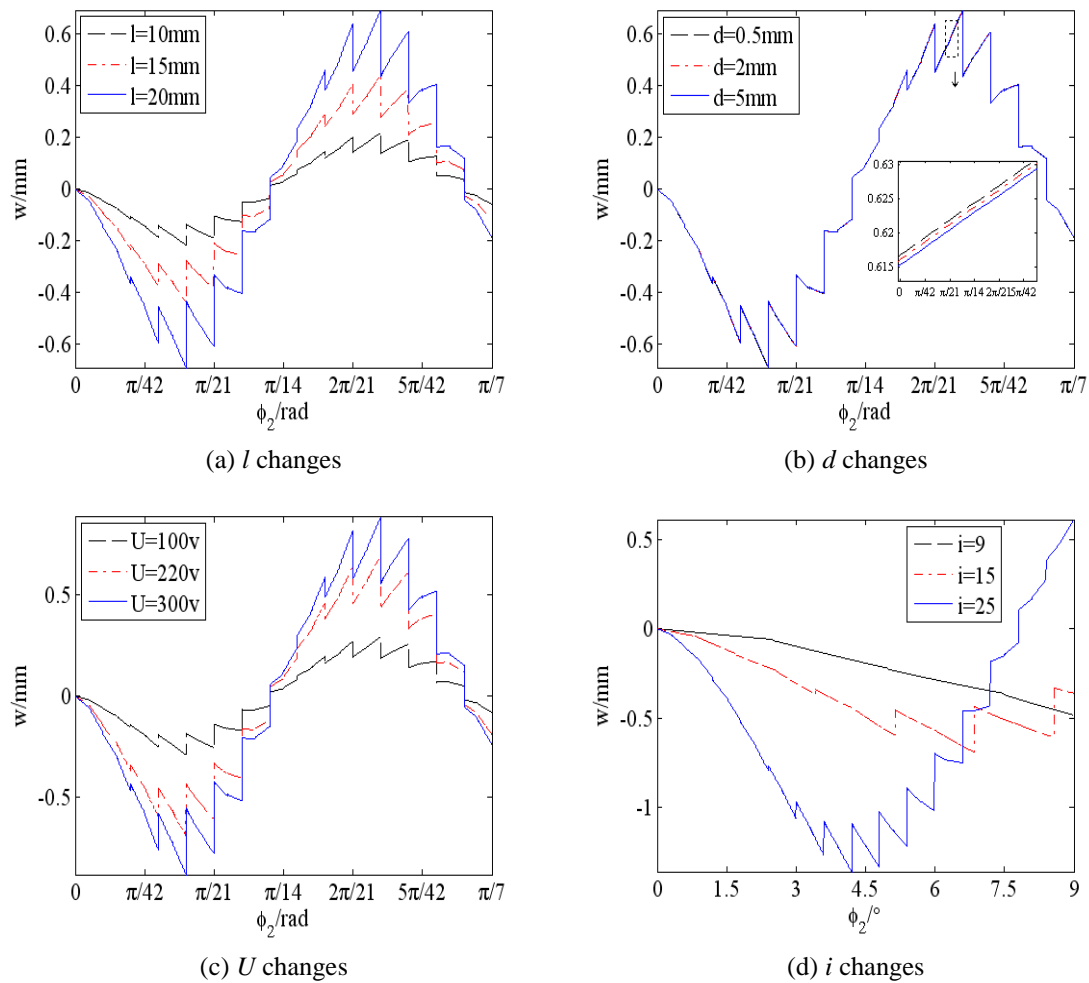 0.6
0.4
0.2
0
-0.2
-0.4
-0.6
w/mm
l=10mm
l=15mm
l=20mm
0 π/42 π/21 π/14 2π/21 5π/42 π/7
ϕ₂/rad
(a) l changes
0.6
0.4
0.2
0
-0.2
-0.4
-0.6
w/mm
d=0.5mm
d=2mm
d=5mm
0.63
0.625
0.62
0.615
0 π/42 π/21 π/14 2π/21 5π/42
0 π/42 π/21 π/14 2π/21 5π/42 π/7
ϕ₂/rad
(b) d changes
0.5
0
-0.5
w/mm
U=100v
U=220v
U=300v
0 π/42 π/21 π/14 2π/21 5π/42 π/7
ϕ₂/rad
(c) U changes
0.5
0
-0.5
-1
w/mm
i=9
i=15
i=25
0 1.5 3 4.5 6 7.5 9
ϕ₂/°
(d) i changes